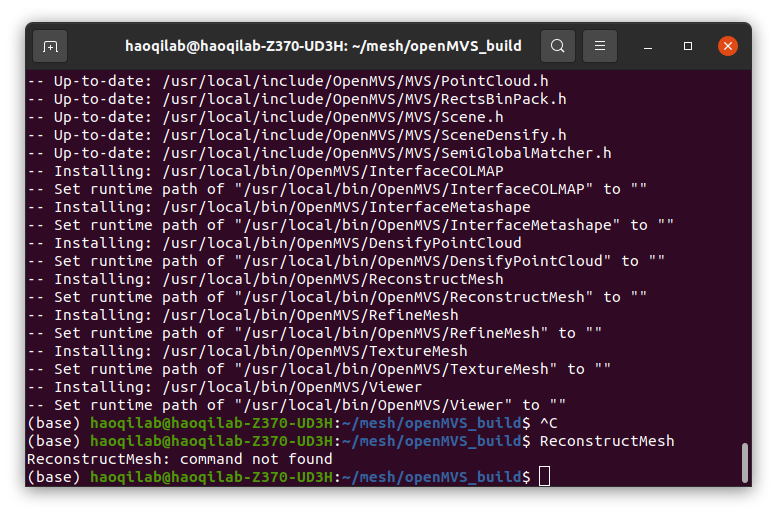 haoqilab@haoqilab-Z370-UD3H: ~/mesh/openMVS_build
-- Up-to-date: /usr/local/include/OpenMVS/MVS/PointCloud.h
-- Up-to-date: /usr/local/include/OpenMVS/MVS/RectsBinPack.h
-- Up-to-date: /usr/local/include/OpenMVS/MVS/Scene.h
-- Up-to-date: /usr/local/include/OpenMVS/MVS/SceneDensify.h
-- Up-to-date: /usr/local/include/OpenMVS/MVS/SemiGlobalMatcher.h
-- Installing: /usr/local/bin/OpenMVS/InterfaceCOLMAP
-- Set runtime path of "/usr/local/bin/OpenMVS/InterfaceCOLMAP" to ""
-- Installing: /usr/local/bin/OpenMVS/InterfaceMetashape
-- Set runtime path of "/usr/local/bin/OpenMVS/InterfaceMetashape" to ""
-- Installing: /usr/local/bin/OpenMVS/DensifyPointCloud
-- Set runtime path of "/usr/local/bin/OpenMVS/DensifyPointCloud" to ""
-- Installing: /usr/local/bin/OpenMVS/ReconstructMesh
-- Set runtime path of "/usr/local/bin/OpenMVS/ReconstructMesh" to ""
-- Installing: /usr/local/bin/OpenMVS/RefineMesh
-- Set runtime path of "/usr/local/bin/OpenMVS/RefineMesh" to ""
-- Installing: /usr/local/bin/OpenMVS/TextureMesh
-- Set runtime path of "/usr/local/bin/OpenMVS/TextureMesh" to ""
-- Installing: /usr/local/bin/OpenMVS/Viewer
-- Set runtime path of "/usr/local/bin/OpenMVS/Viewer" to ""
(base) haoqilab@haoqilab-Z370-UD3H:~/mesh/openMVS_build$ ^C
(base) haoqilab@haoqilab-Z370-UD3H:~/mesh/openMVS_build$ ReconstructMesh
ReconstructMesh: command not found
(base) haoqilab@haoqilab-Z370-UD3H:~/mesh/openMVS_build$